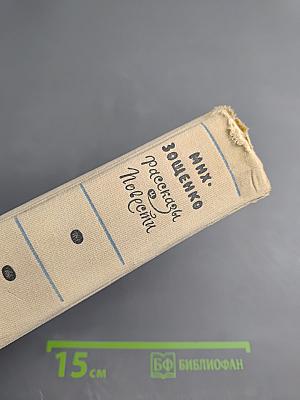 МИХ.
ЗОЩЕНКО
Рассказы
и
Повести
15 см
БФ БИБЛИОФАН